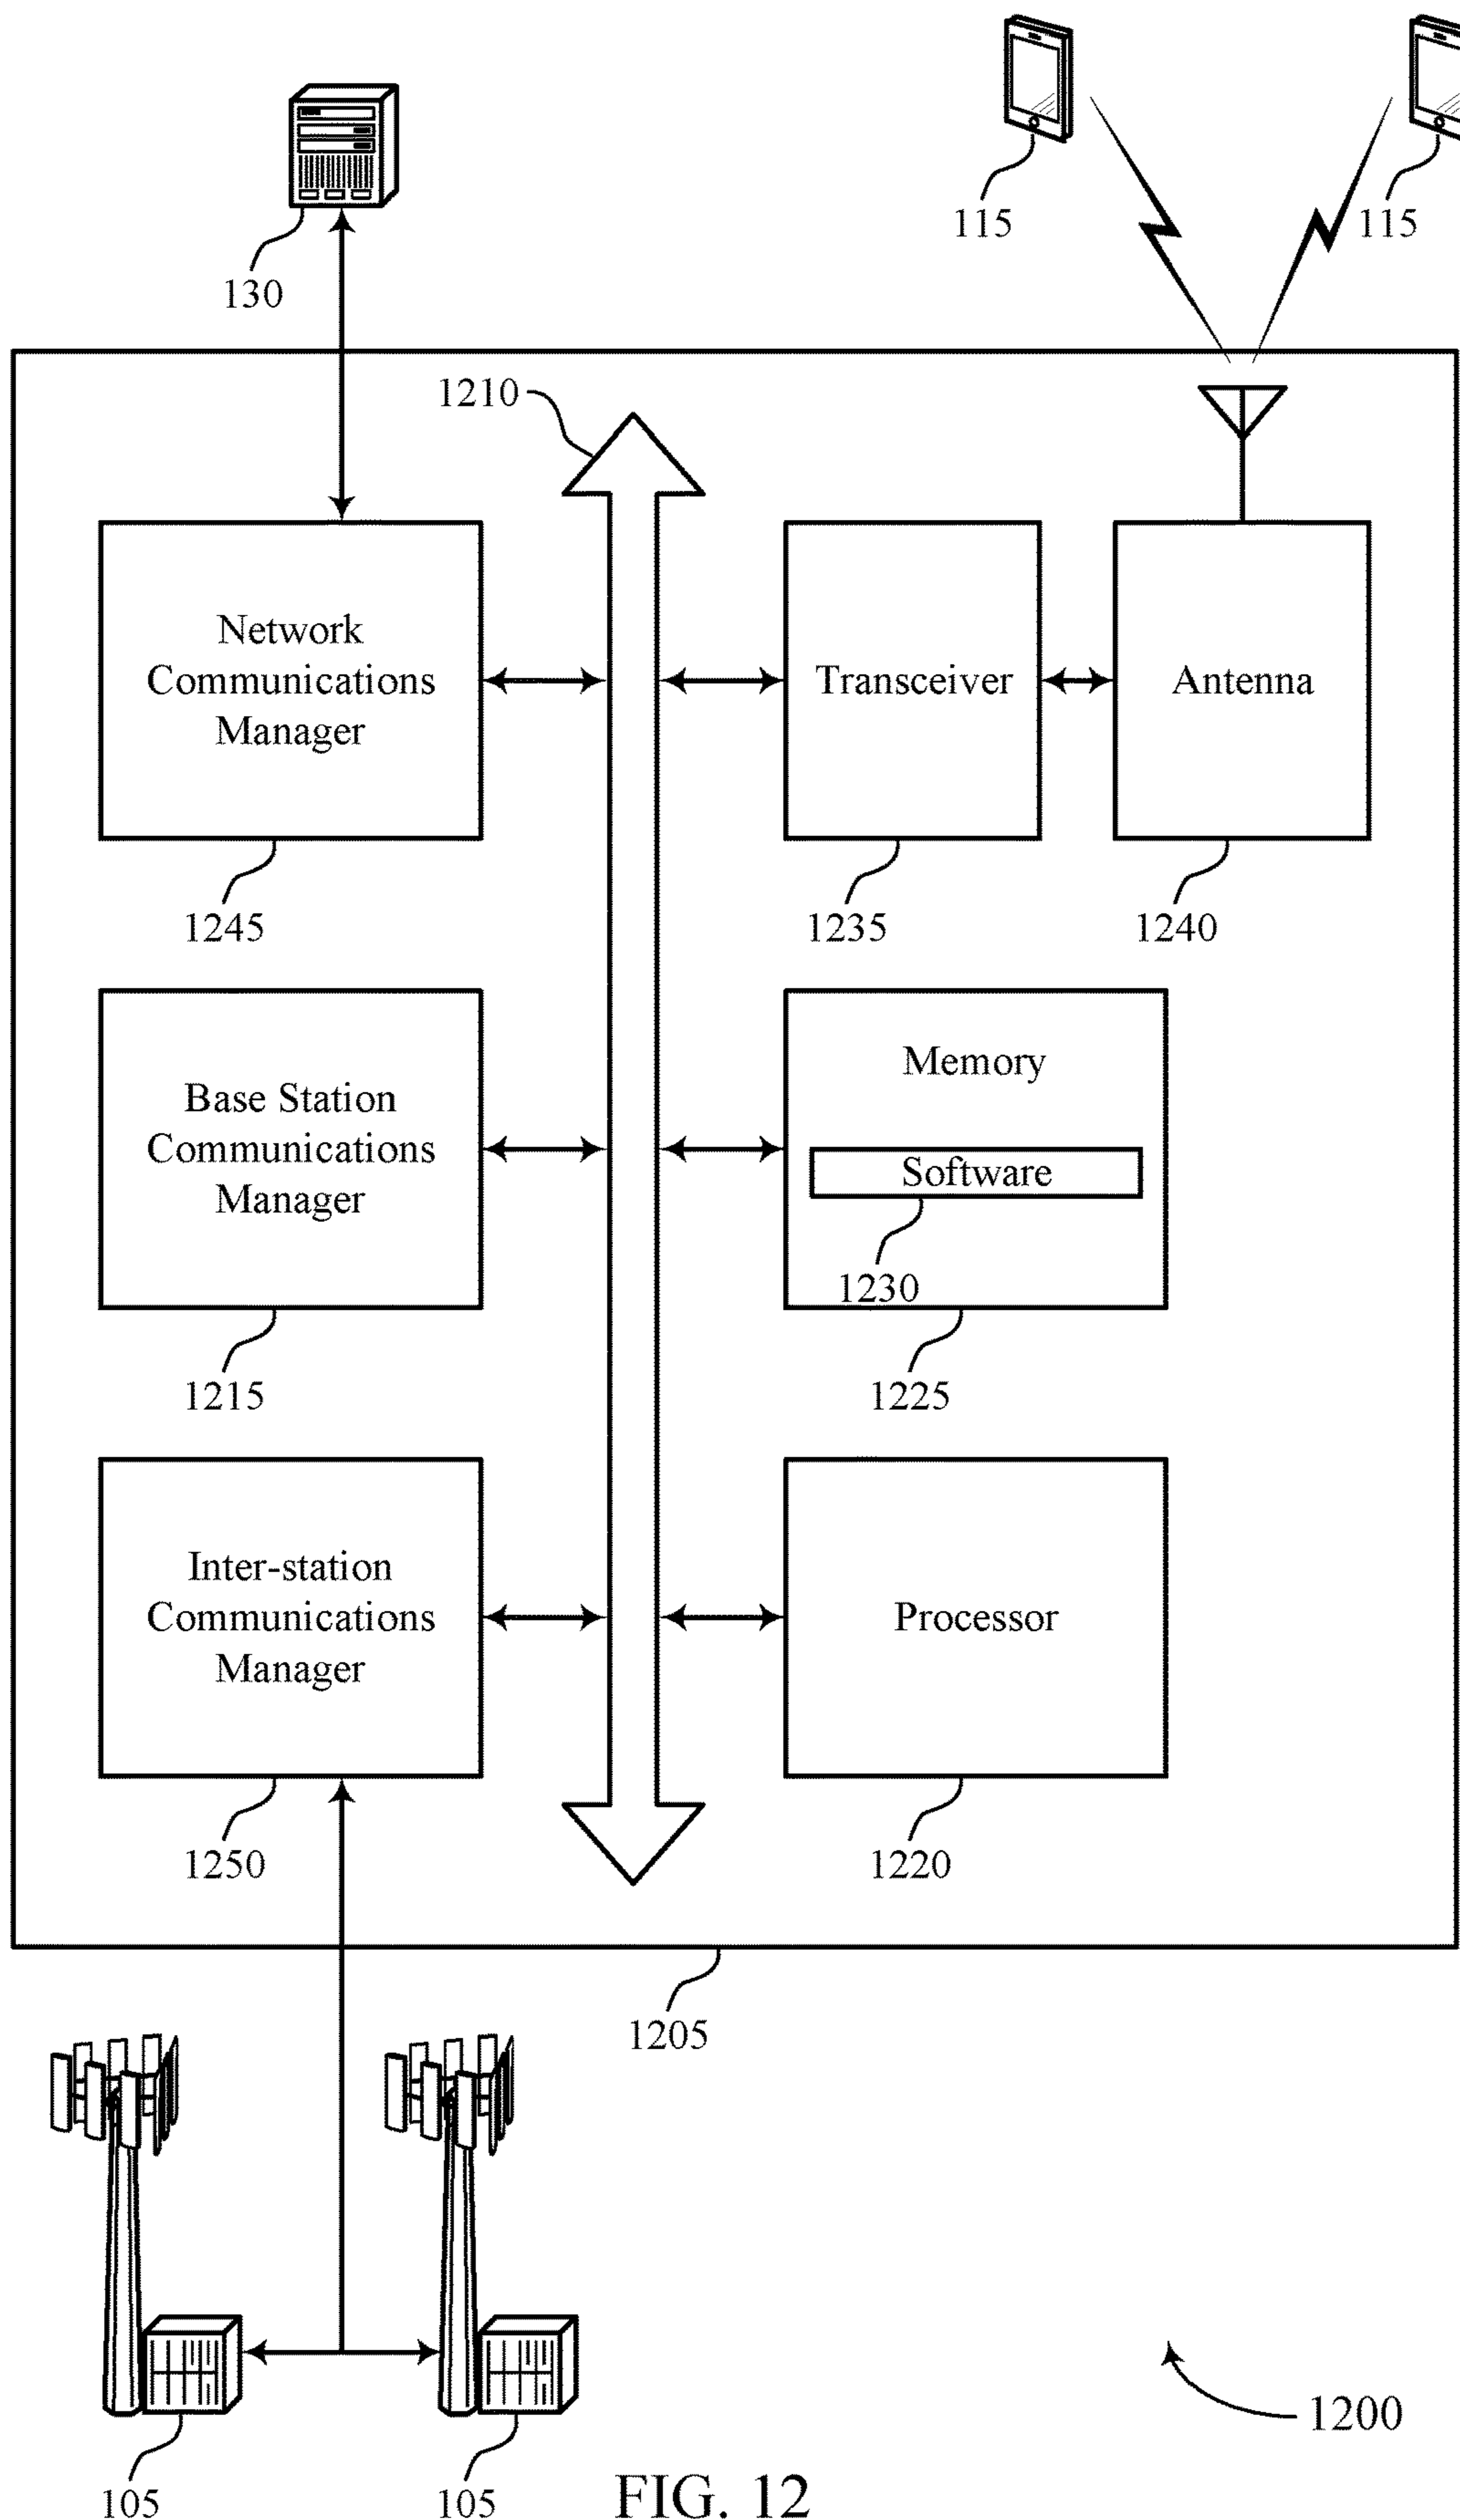 130
115
115
1210
Network
Communications
Manager
Transceiver
Antenna
1245
1235
1240
Base Station
Communications
Manager
Memory
Software
1230
1215
1225
Inter-station
Communications
Manager
Processor
1250
1220
1205
1200
105
105
FIG. 12